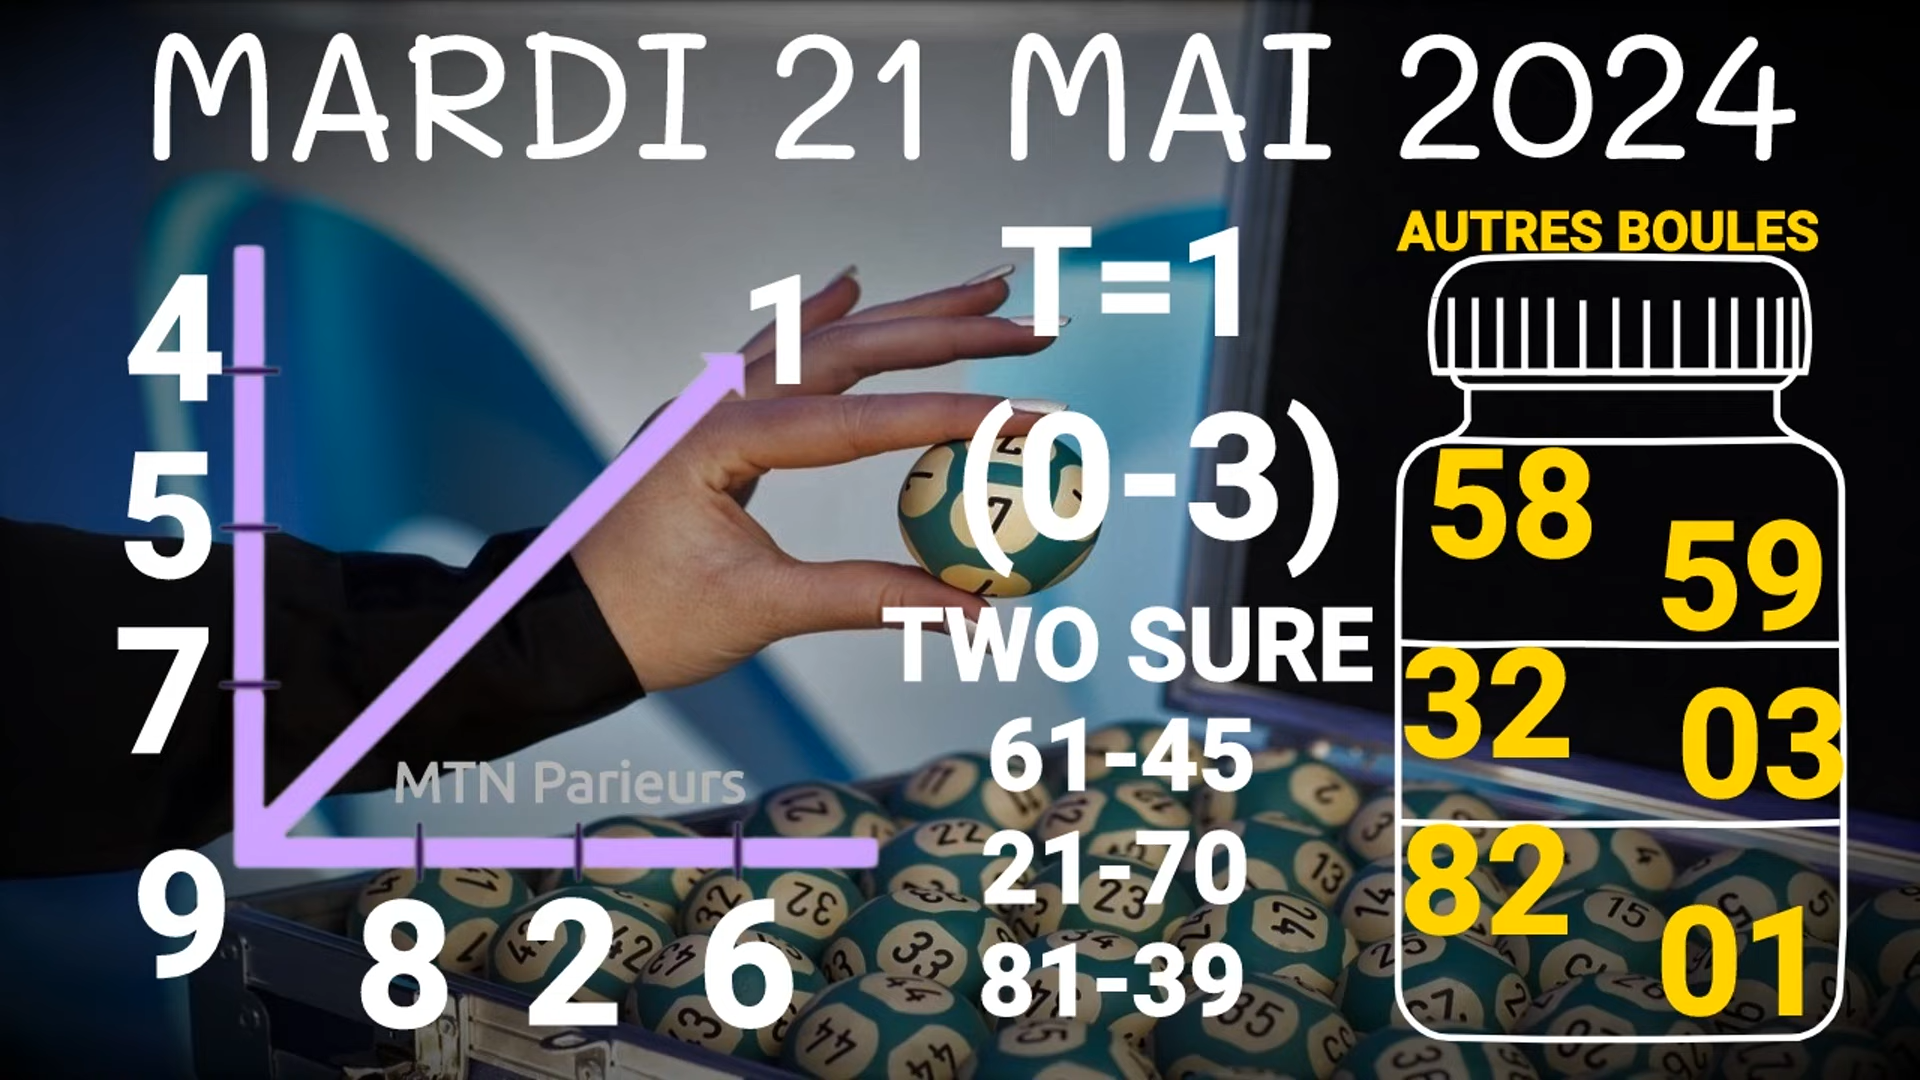 MARDI 21 MAI 2024
AUTRES BOULES
T=1
1
4
(0-3)
5
7
9
8 2 6
MTN Parieurs
TWO SURE
61-45
21-70
81-39
58
59
32
03
82
01